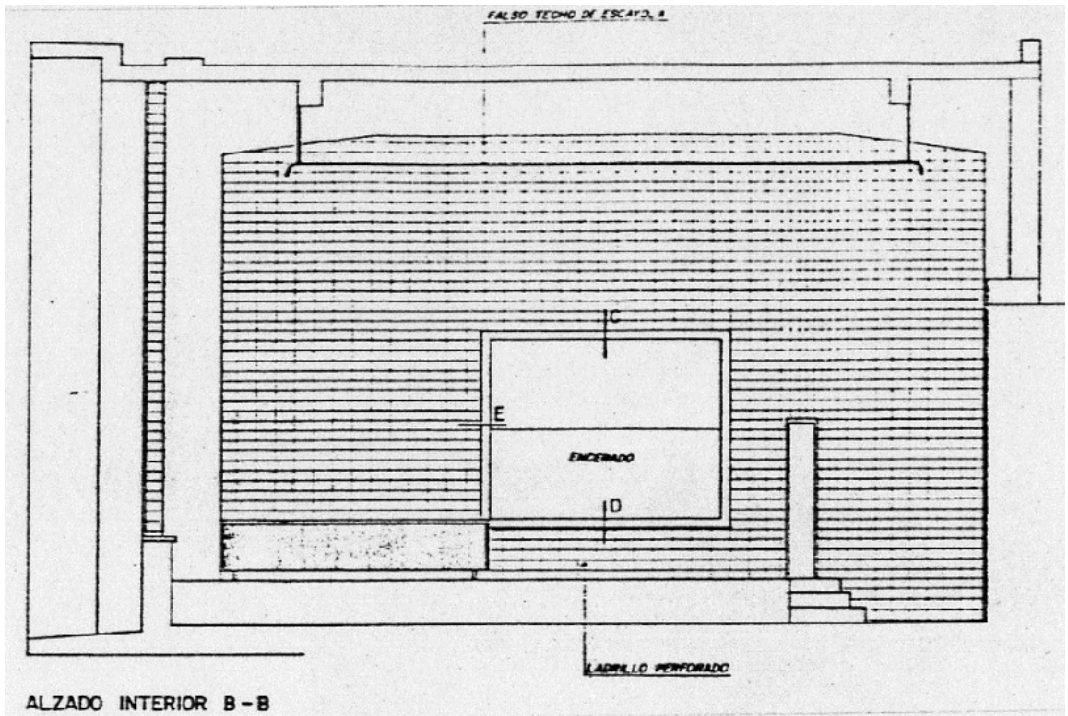 FALSO TECHO DE ESCAYOLA
C
E
ENCERADO
D
LADRILLO PERFORADO
ALZADO INTERIOR B-B